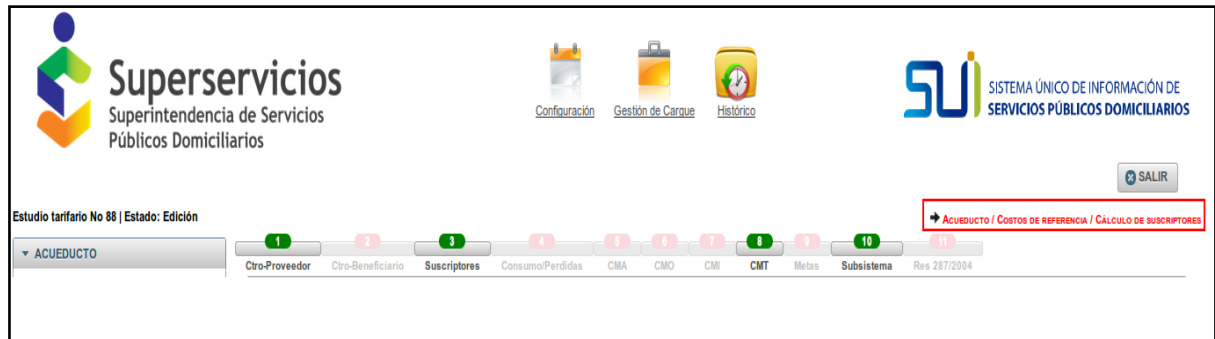 Superservicios
Superintendencia de Servicios
Públicos Domiciliarios
Configuración
Gestión de Cargue
Histórico
sui
SISTEMA ÚNICO DE INFORMACIÓN DE
SERVICIOS PÚBLICOS DOMICILIARIOS
SALIR
Estudio tarifario No 88 | Estado: Edición
ACUEDUCTO / COSTOS DE REFERENCIA / CÁLCULO DE SUSCRIPTORES
ACUEDUCTO
1 2 3 4 5 6 7 8 9 10 11
Ctro-Proveedor Ctro-Beneficiario Suscriptores Consumo/Perdidas CMA CMO CMI CMT Metas Subsistema Res 287/2004